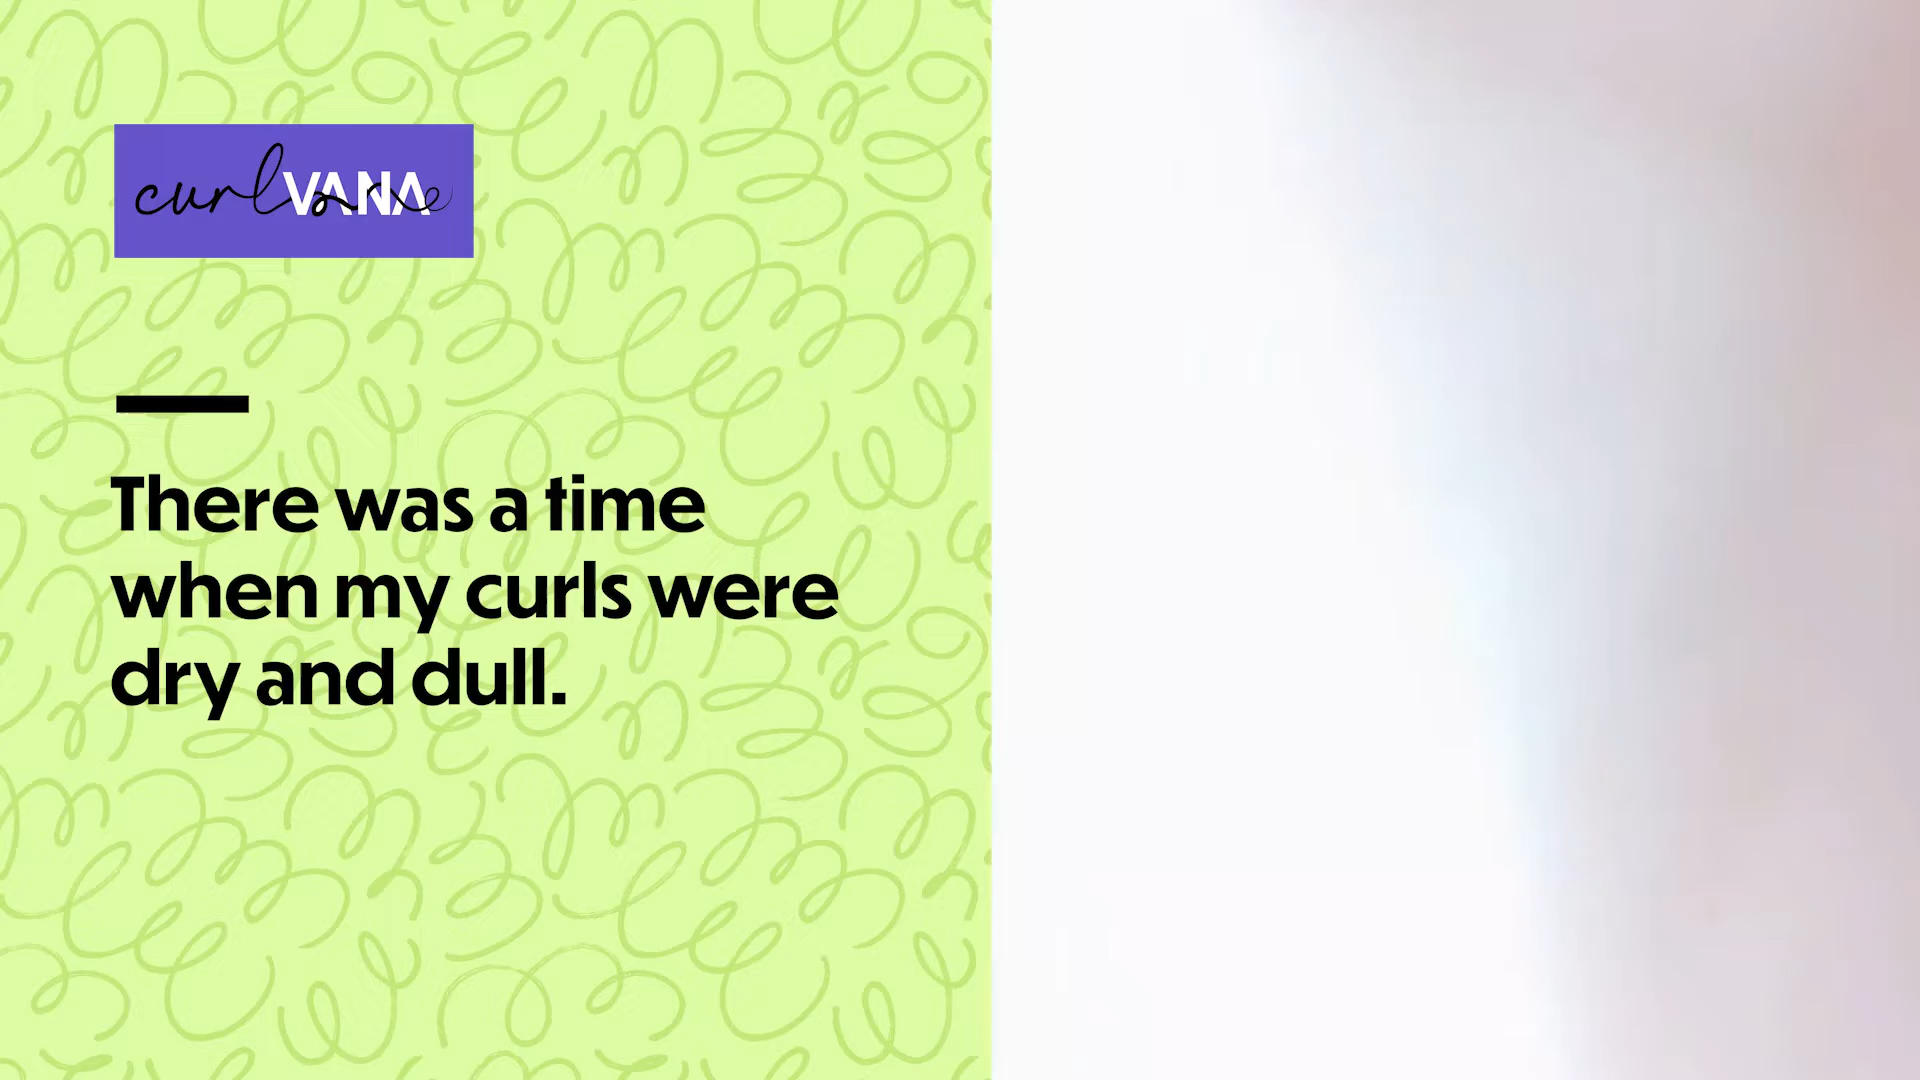 curlVANA
There was a time
when my curls were
dry and dull.